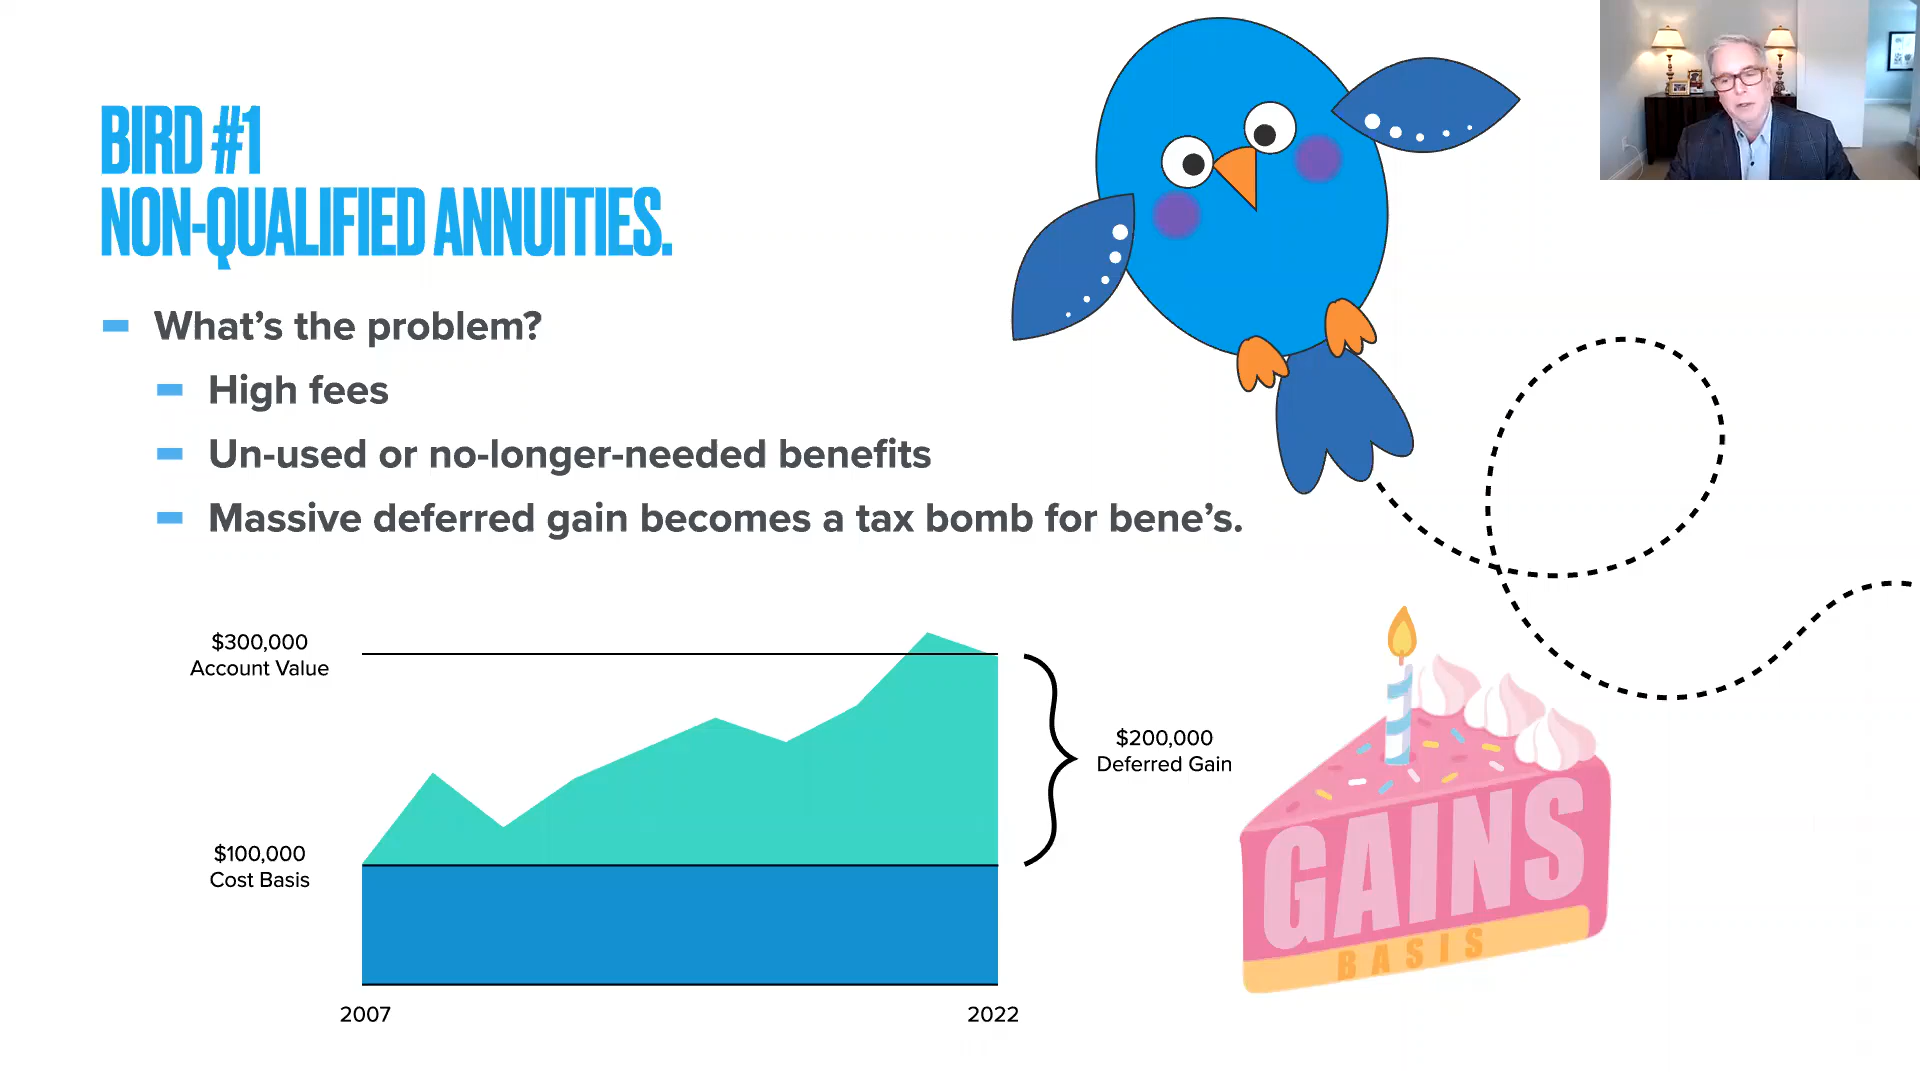 BIRD #1
NON-QUALIFIED ANNUITIES.
What's the problem?
High fees
Un-used or no-longer-needed benefits
Massive deferred gain becomes a tax bomb for bene's.
$300,000
Account Value
$200,000
Deferred Gain
$100,000
Cost Basis
2007
2022
GAINS
BASIS